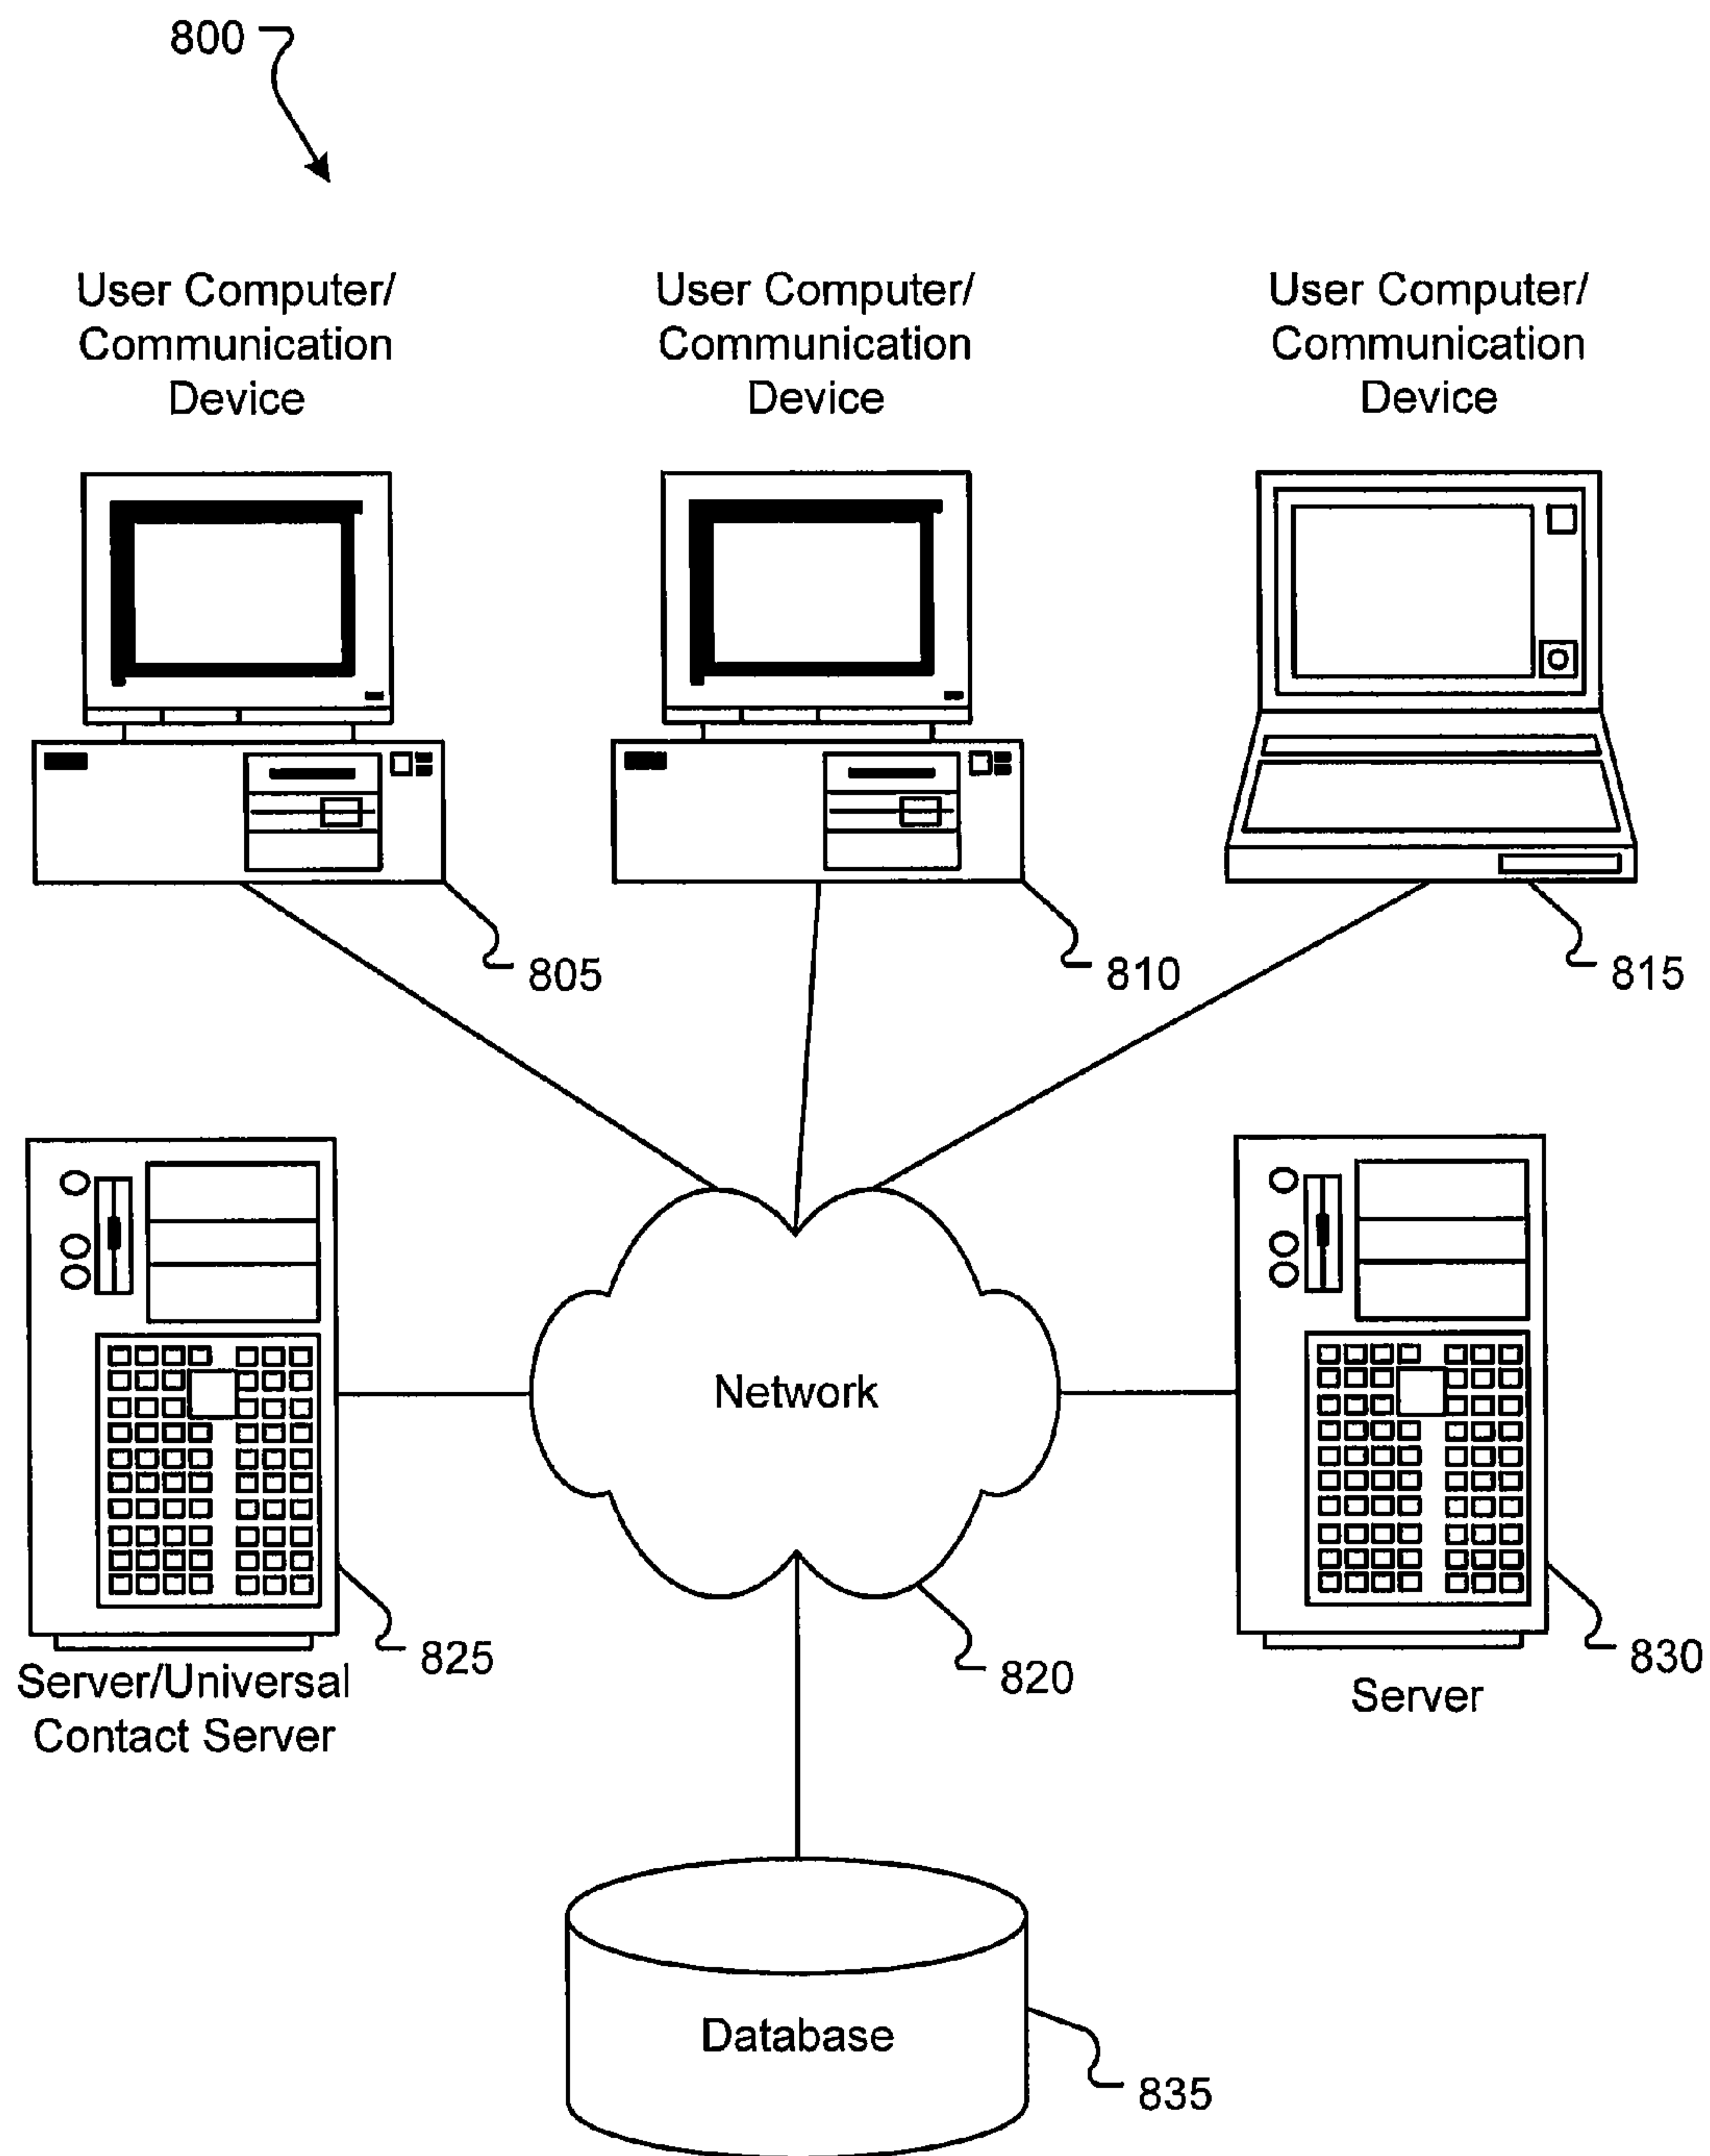 800
User Computer/
Communication
Device
User Computer/
Communication
Device
User Computer/
Communication
Device
805
810
815
Network
825
Server/Universal
Contact Server
820
830
Server
Database
835